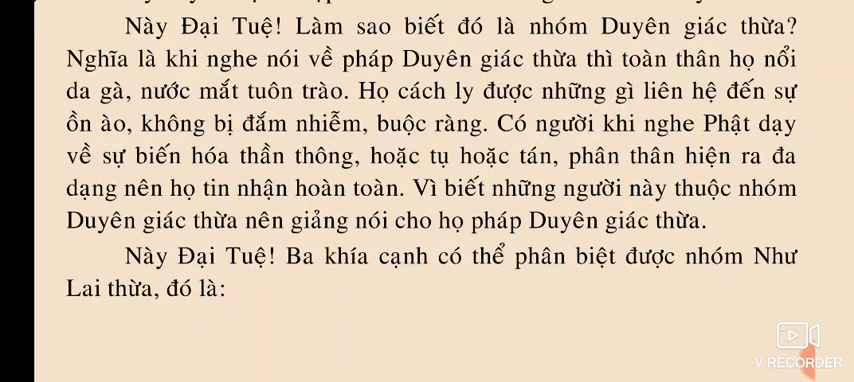 Này Đại Tuệ! Làm sao biết đó là nhóm Duyên giác thừa?
Nghĩa là khi nghe nói về pháp Duyên giác thừa thì toàn thân họ nổi
da gà, nước mắt tuôn trào. Họ cách ly được những gì liên hệ đến sự
ồn ào, không bị đắm nhiễm, buộc ràng. Có người khi nghe Phật dạy
về sự biến hóa thần thông, hoặc tụ hoặc tán, phân thân hiện ra đa
dạng nên họ tin nhận hoàn toàn. Vì biết những người này thuộc nhóm
Duyên giác thừa nên giảng nói cho họ pháp Duyên giác thừa.
Này Đại Tuệ! Ba khía cạnh có thể phân biệt được nhóm Như
Lai thừa, đó là:
V RECORDER